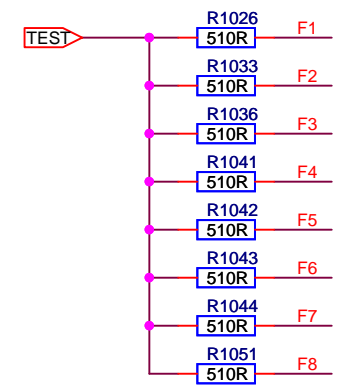 R1026
TEST 510R F1
R1033
510R F2
R1036
510R F3
R1041
510R F4
R1042
510R F5
R1043
510R F6
R1044
510R F7
R1051
510R F8